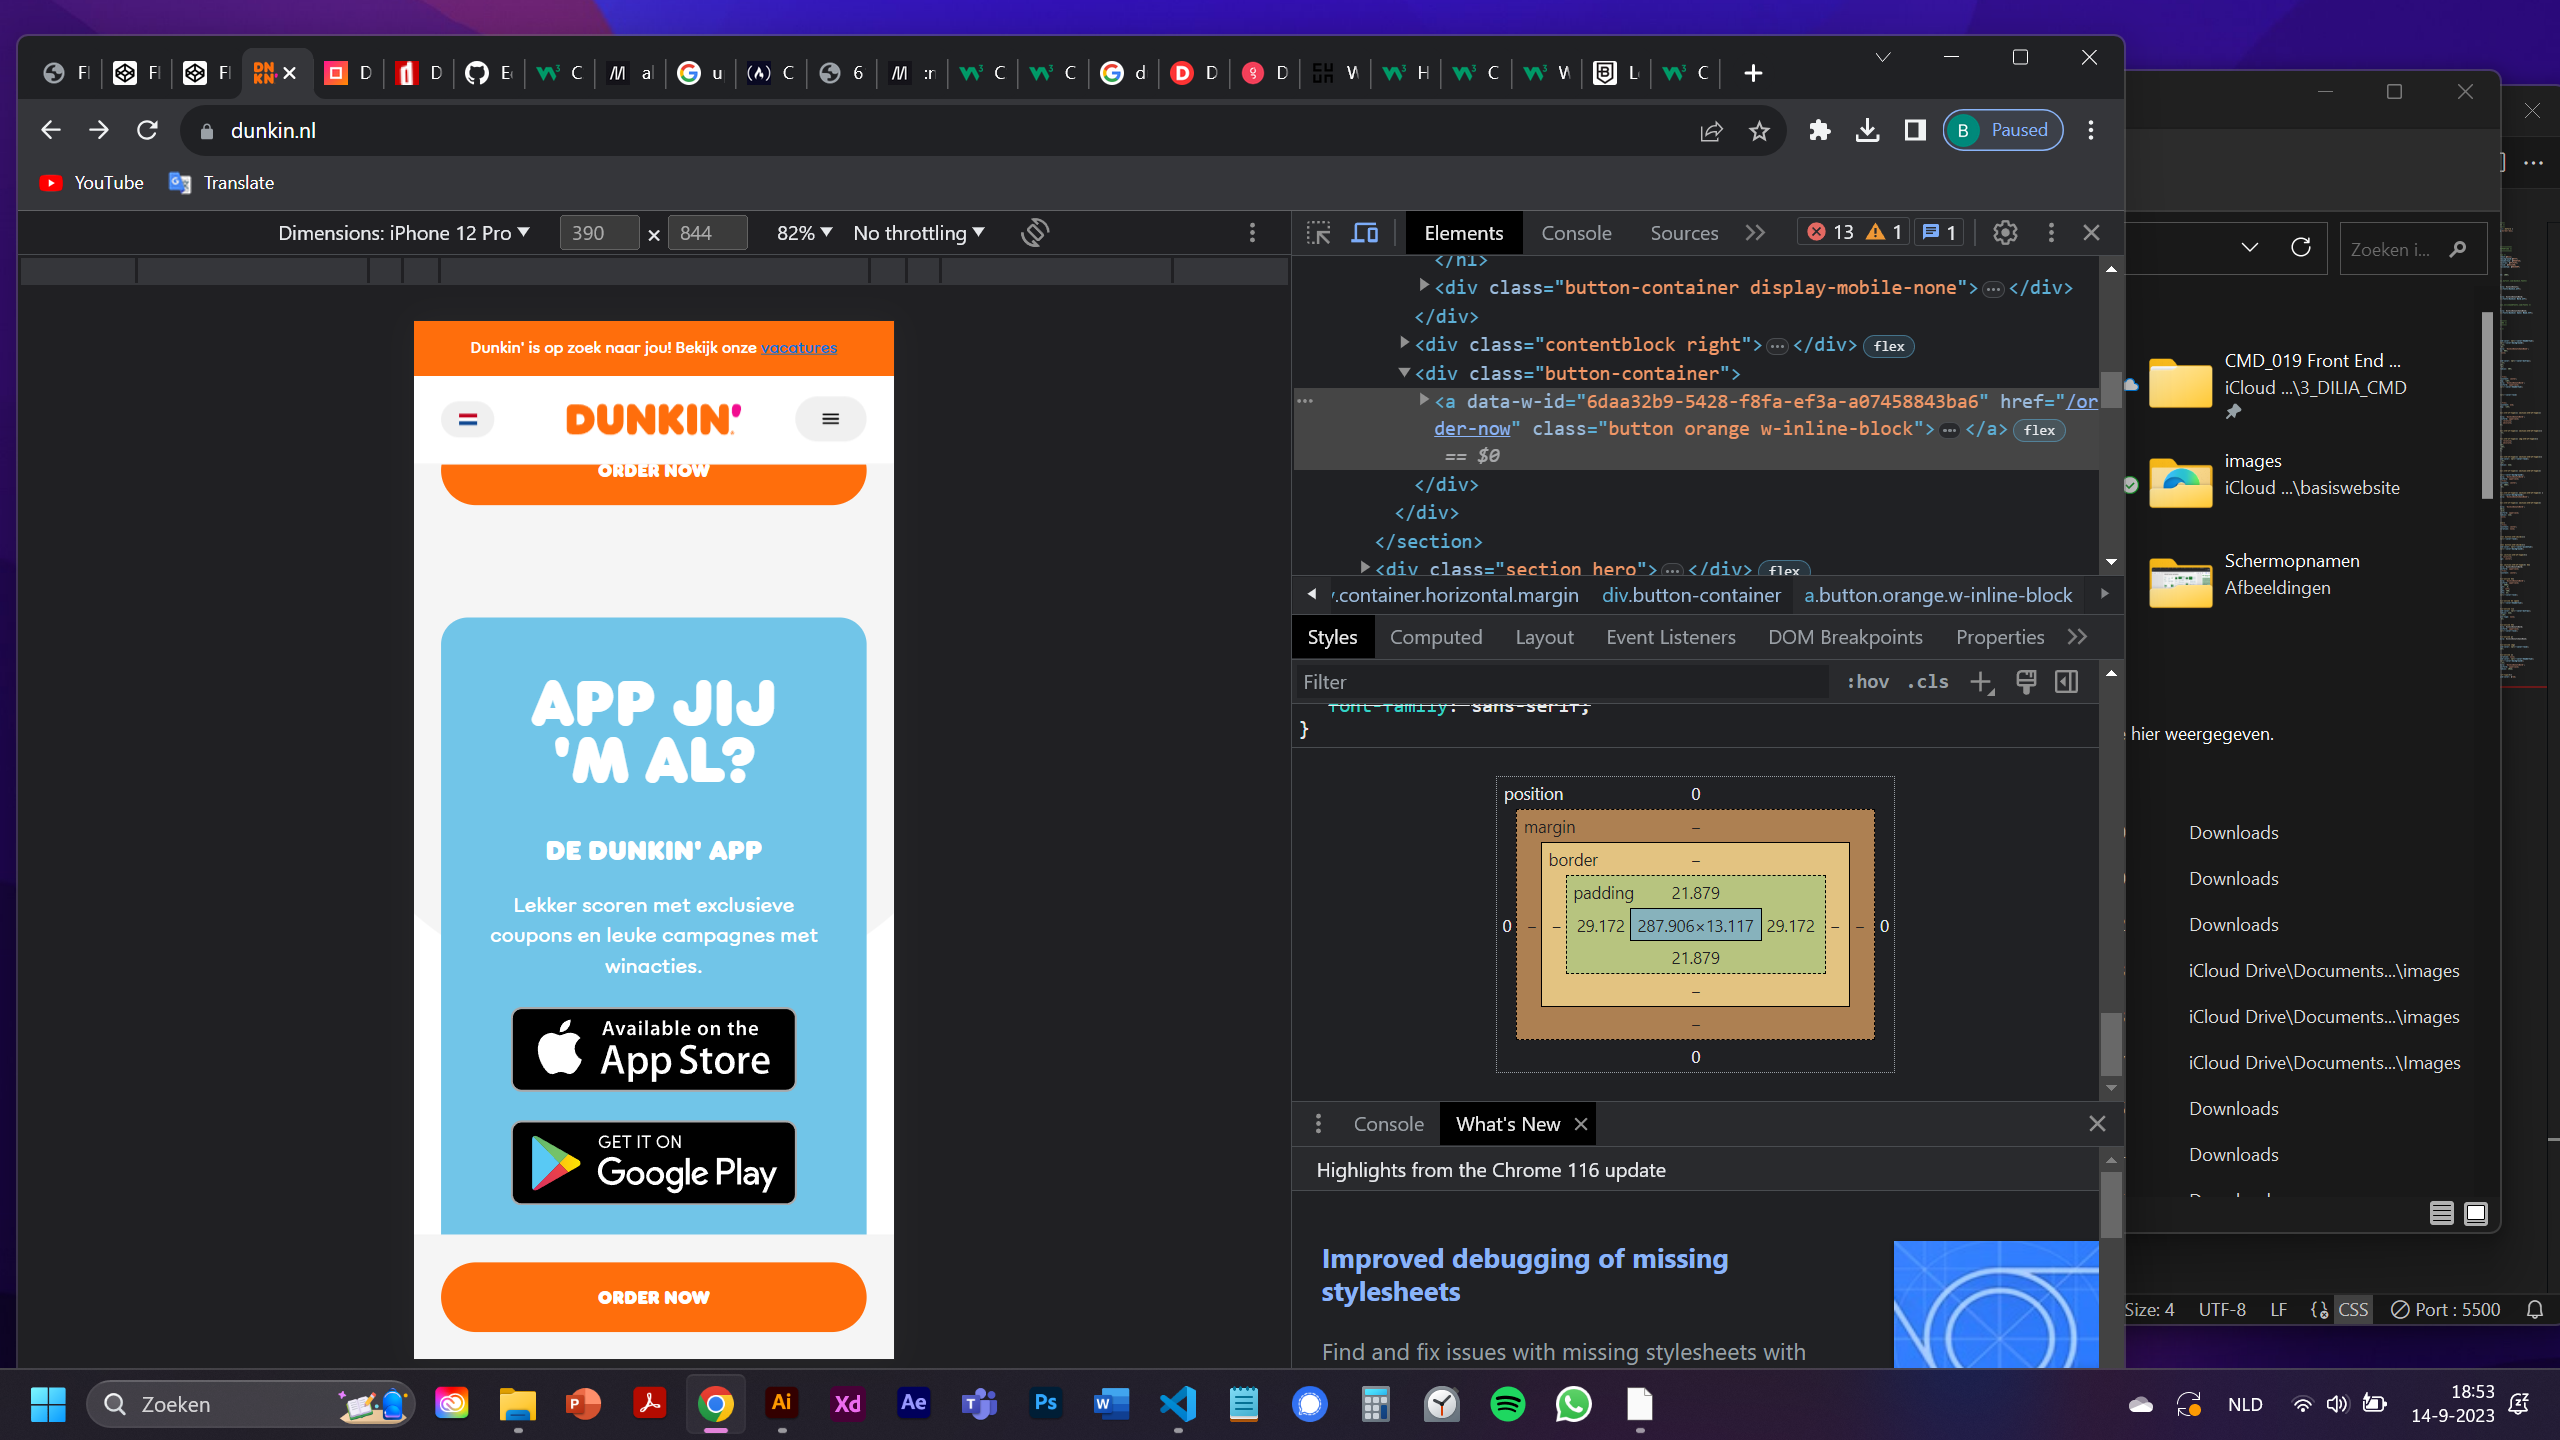 Fl
Fl
Fl
D
D
E
C
al
u
C
6
:n
C
C
d
D
D
W
H
C
W
L
C
dunkin.nl
B Paused
YouTube
Translate
Dimensions: iPhone 12 Pro
390 × 844
82%
No throttling
Dunkin' is op zoek naar jou! Bekijk onze vacatures
DUNKIN'
ORDER NOW
APP JIJ
'M AL?
DE DUNKIN' APP
Lekker scoren met exclusieve
coupons en leuke campagnes met
winacties.
Available on the
App Store
GET IT ON
Google Play
ORDER NOW
Elements
Console
Sources
13
1
1
</h1>
<div class="button-container display-mobile-none">…</div>
</div>
<div class="contentblock right">…</div> flex
<div class="button-container">
<a data-w-id="6daa32b9-5428-f8fa-ef3a-a07458843ba6" href="/or
der-now" class="button orange w-inline-block">…</a> flex
== $0
</div>
</div>
</section>
<div class="section hero">…</div> flex
.container.horizontal.margin
div.button-container
a.button.orange.w-inline-block
Styles
Computed
Layout
Event Listeners
DOM Breakpoints
Properties
Filter
:hov
.cls
font-family: sans-serif;
}
position 0
margin –
border –
padding 21.879
0 – – 29.172 287.906×13.117 29.172 – – 0
21.879
–
–
0
Console
What's New
Highlights from the Chrome 116 update
Improved debugging of missing
stylesheets
Find and fix issues with missing stylesheets with
Zoeken i...
CMD_019 Front End ...
iCloud ...\3_DILIA_CMD
images
iCloud ...\basiswebsite
Schermopnamen
Afbeeldingen
hier weergegeven.
Downloads
Downloads
Downloads
iCloud Drive\Documents...\images
iCloud Drive\Documents...\images
iCloud Drive\Documents...\Images
Downloads
Downloads
Size: 4
UTF-8
LF
CSS
Port : 5500
Zoeken
Ai
Xd
Ae
Ps
NLD
18:53
14-9-2023